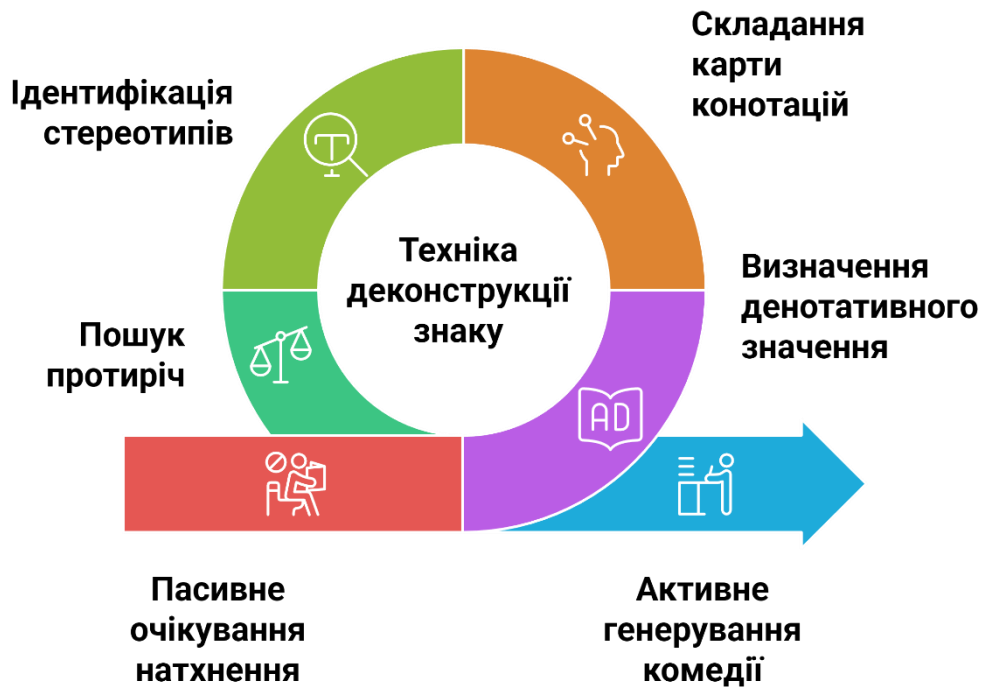 Складання
карти
конотацій
Ідентифікація
стереотипів
Техніка
деконструкції
знаку
Визначення
денотативного
значення
Пошук
протиріч
AD
Пасивне
очікування
натхнення
Активне
генерування
комедії